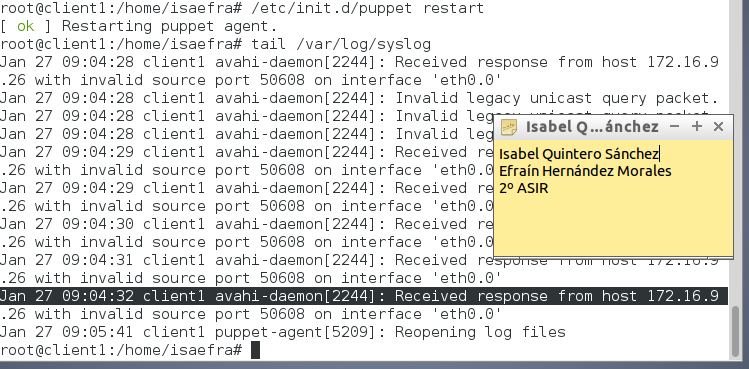 root@client1:/home/isaefra# /etc/init.d/puppet restart
[ ok ] Restarting puppet agent.
root@client1:/home/isaefra# tail /var/log/syslog
Jan 27 09:04:28 client1 avahi-daemon[2244]: Received response from host 172.16.9
.26 with invalid source port 50608 on interface 'eth0.0'
Jan 27 09:04:28 client1 avahi-daemon[2244]: Invalid legacy unicast query packet.
Jan 27 09:04:28 client1 avahi-daemon[2244]: Invalid
Jan 27 09:04:28 client1 avahi-daemon[2244]: Invalid
Jan 27 09:04:29 client1 avahi-daemon[2244]: Received re
.26 with invalid source port 50608 on interface 'eth0.0'
Jan 27 09:04:29 client1 avahi-daemon[2244]: Received re
.26 with invalid source port 50608 on interface 'eth0.0'
Jan 27 09:04:30 client1 avahi-daemon[2244]: Received re
.26 with invalid source port 50608 on interface 'eth0.0'
Jan 27 09:04:31 client1 avahi-daemon[2244]: Received response from host 172.16.9
.26 with invalid source port 50608 on interface 'eth0.0'
Jan 27 09:04:32 client1 avahi-daemon[2244]: Received response from host 172.16.9
.26 with invalid source port 50608 on interface 'eth0.0'
Jan 27 09:05:41 client1 puppet-agent[5209]: Reopening log files
root@client1:/home/isaefra#
Isabel Q...ánchez
Isabel Quintero Sánchez
Efraín Hernández Morales
2º ASIR